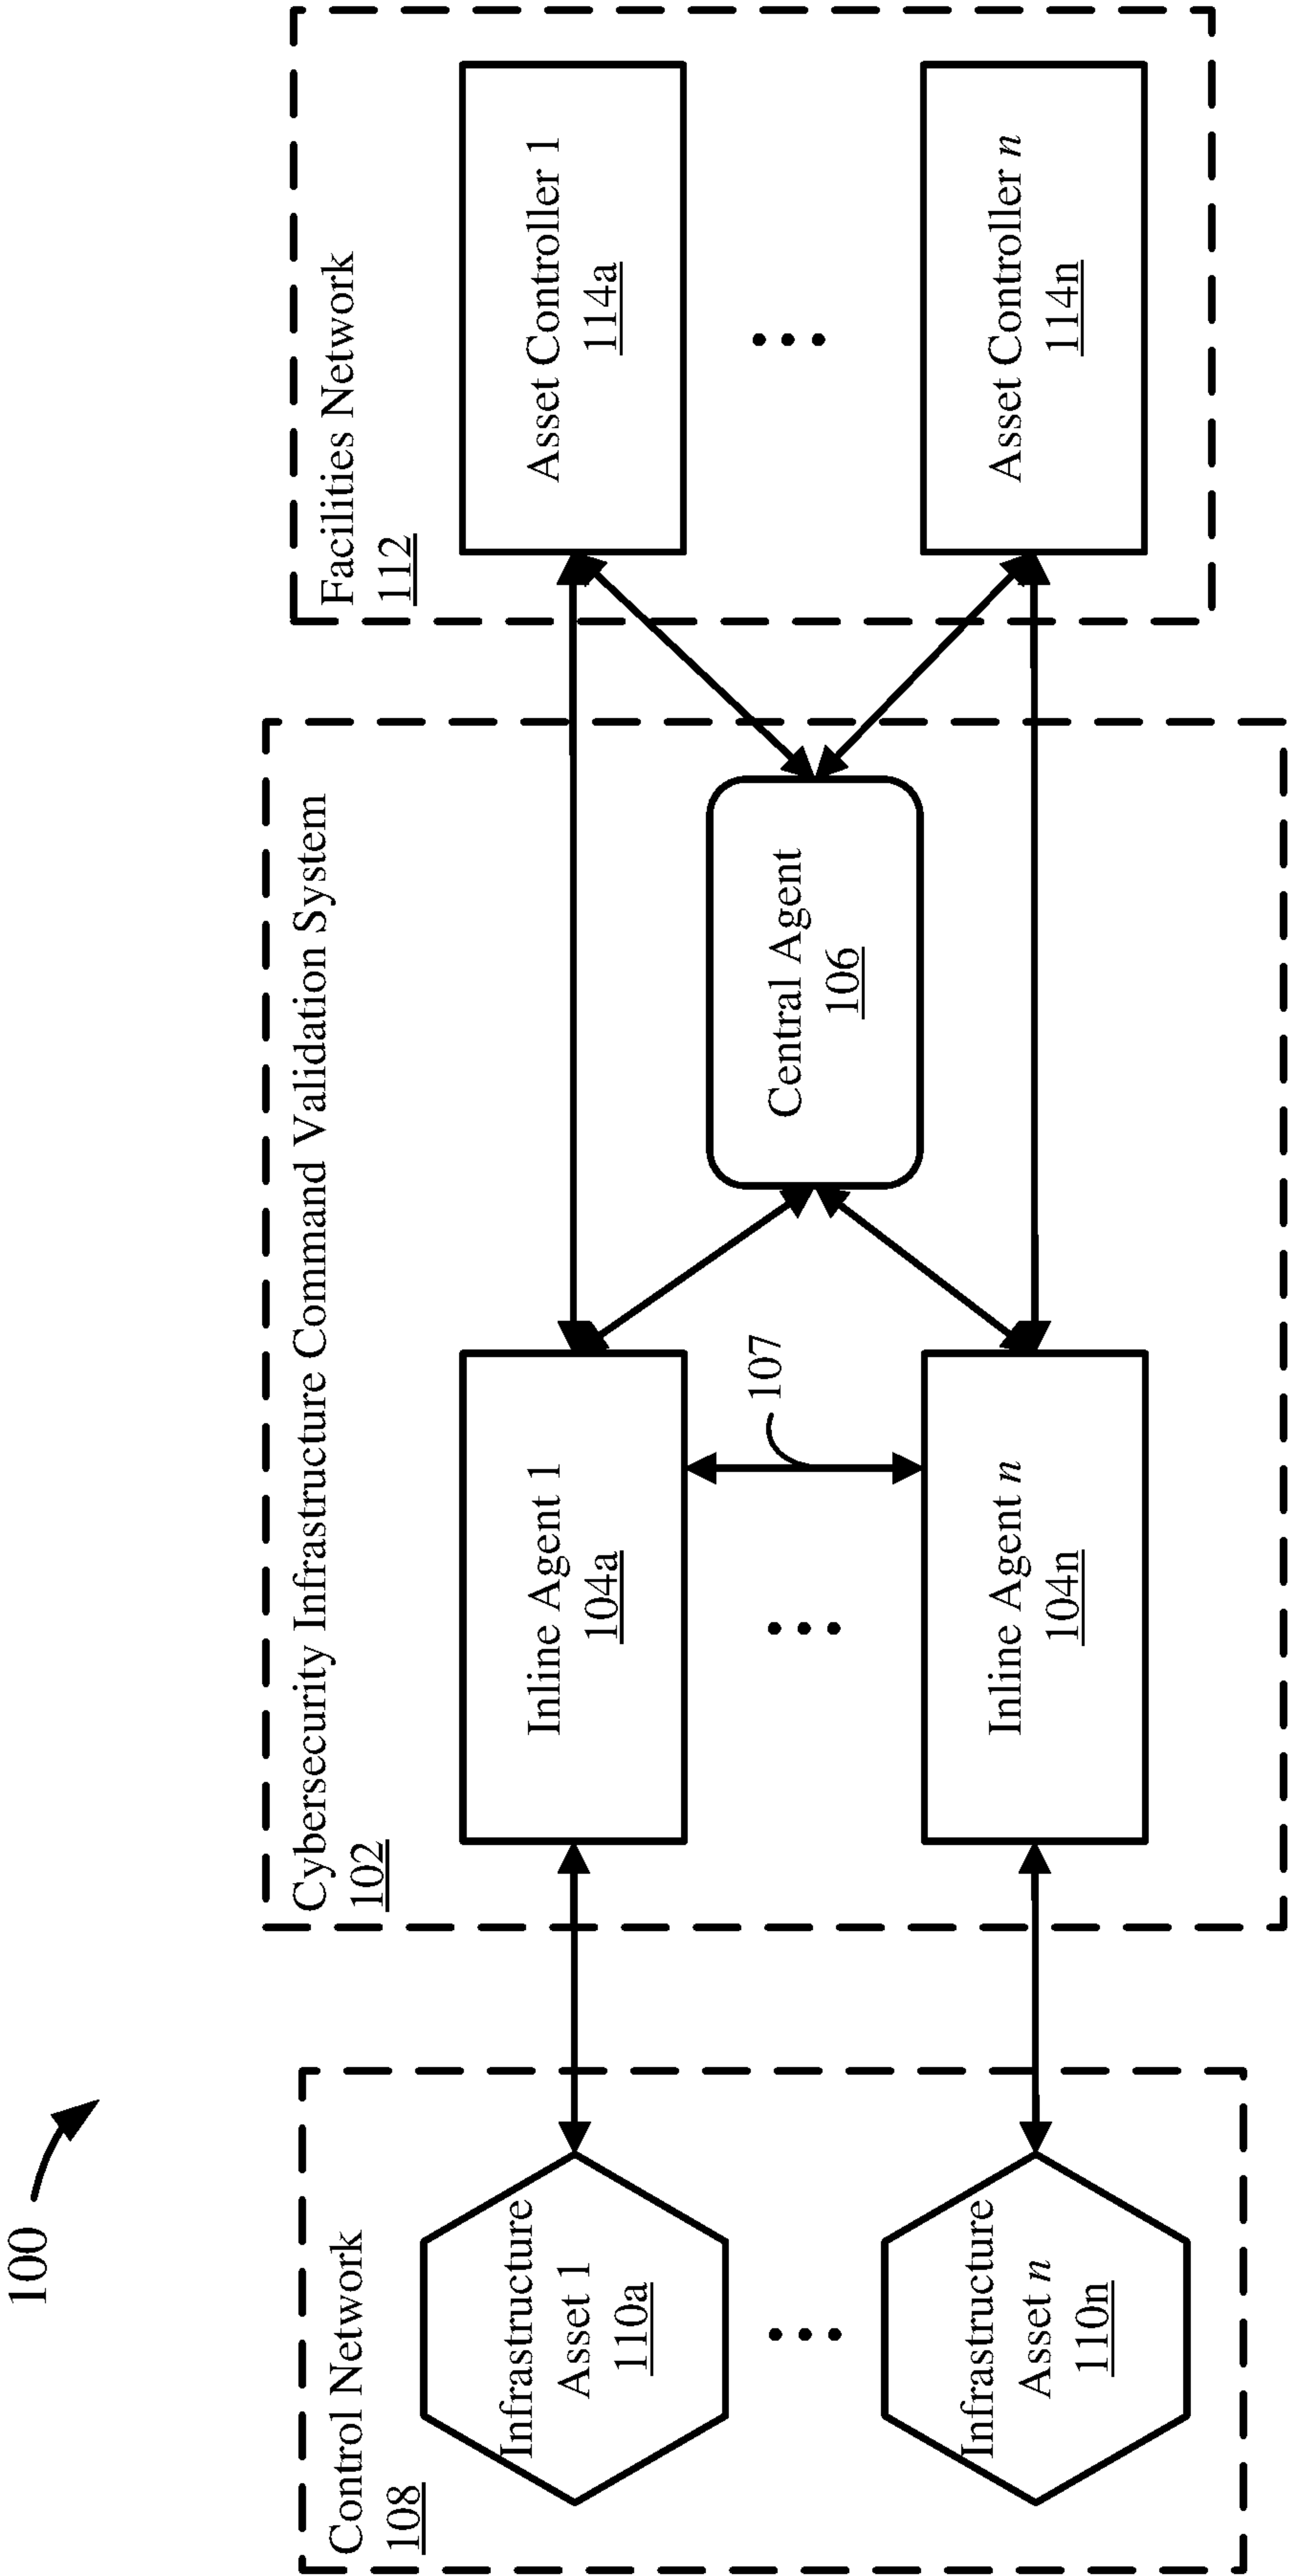 100
Control Network
108
Infrastructure
Asset 1
110a
Infrastructure
Asset n
110n
Cybersecurity Infrastructure Command Validation System
102
Inline Agent 1
104a
107
Inline Agent n
104n
Central Agent
106
Facilities Network
112
Asset Controller 1
114a
Asset Controller n
114n